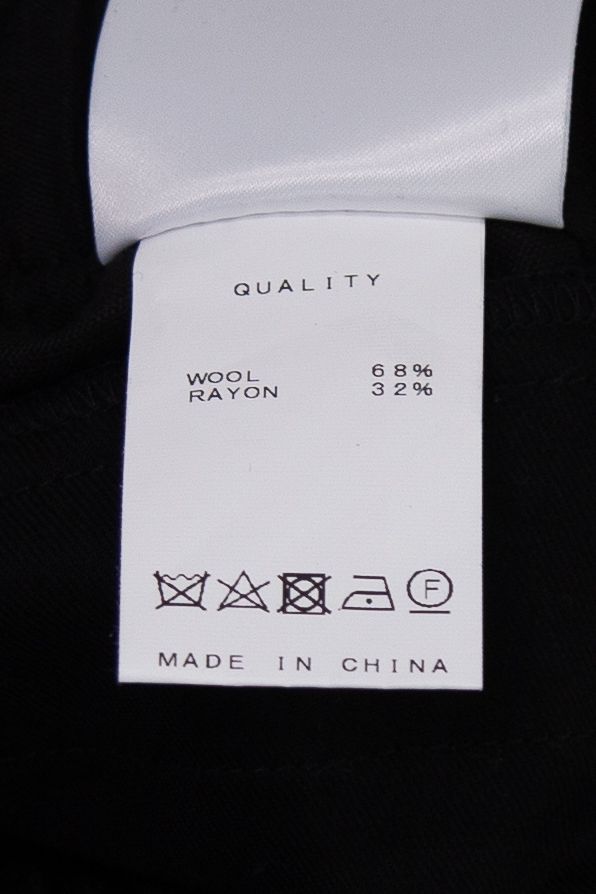 QUALITY
WOOL 68%
RAYON 32%
F
MADE IN CHINA